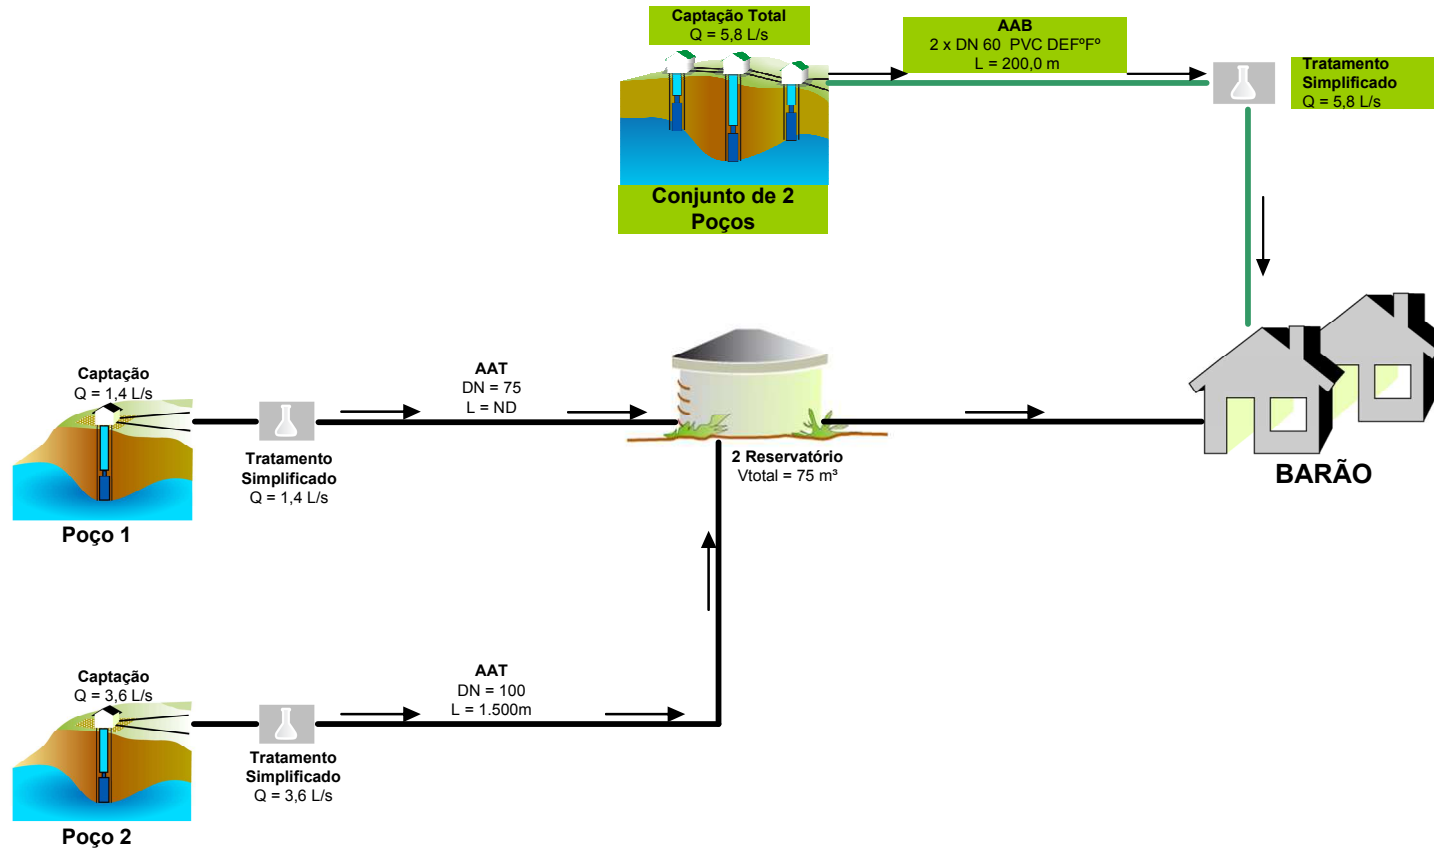 Captação Total
Q = 5,8 L/s
AAB
2 x DN 60  PVC DEFºFº
L = 200,0 m
Tratamento
Simplificado
Q = 5,8 L/s
Conjunto de 2
Poços
Captação
Q = 1,4 L/s
AAT
DN = 75
L = ND
Tratamento
Simplificado
Q = 1,4 L/s
Poço 1
2 Reservatório
Vtotal = 75 m³
BARÃO
Captação
Q = 3,6 L/s
AAT
DN = 100
L = 1.500m
Tratamento
Simplificado
Q = 3,6 L/s
Poço 2